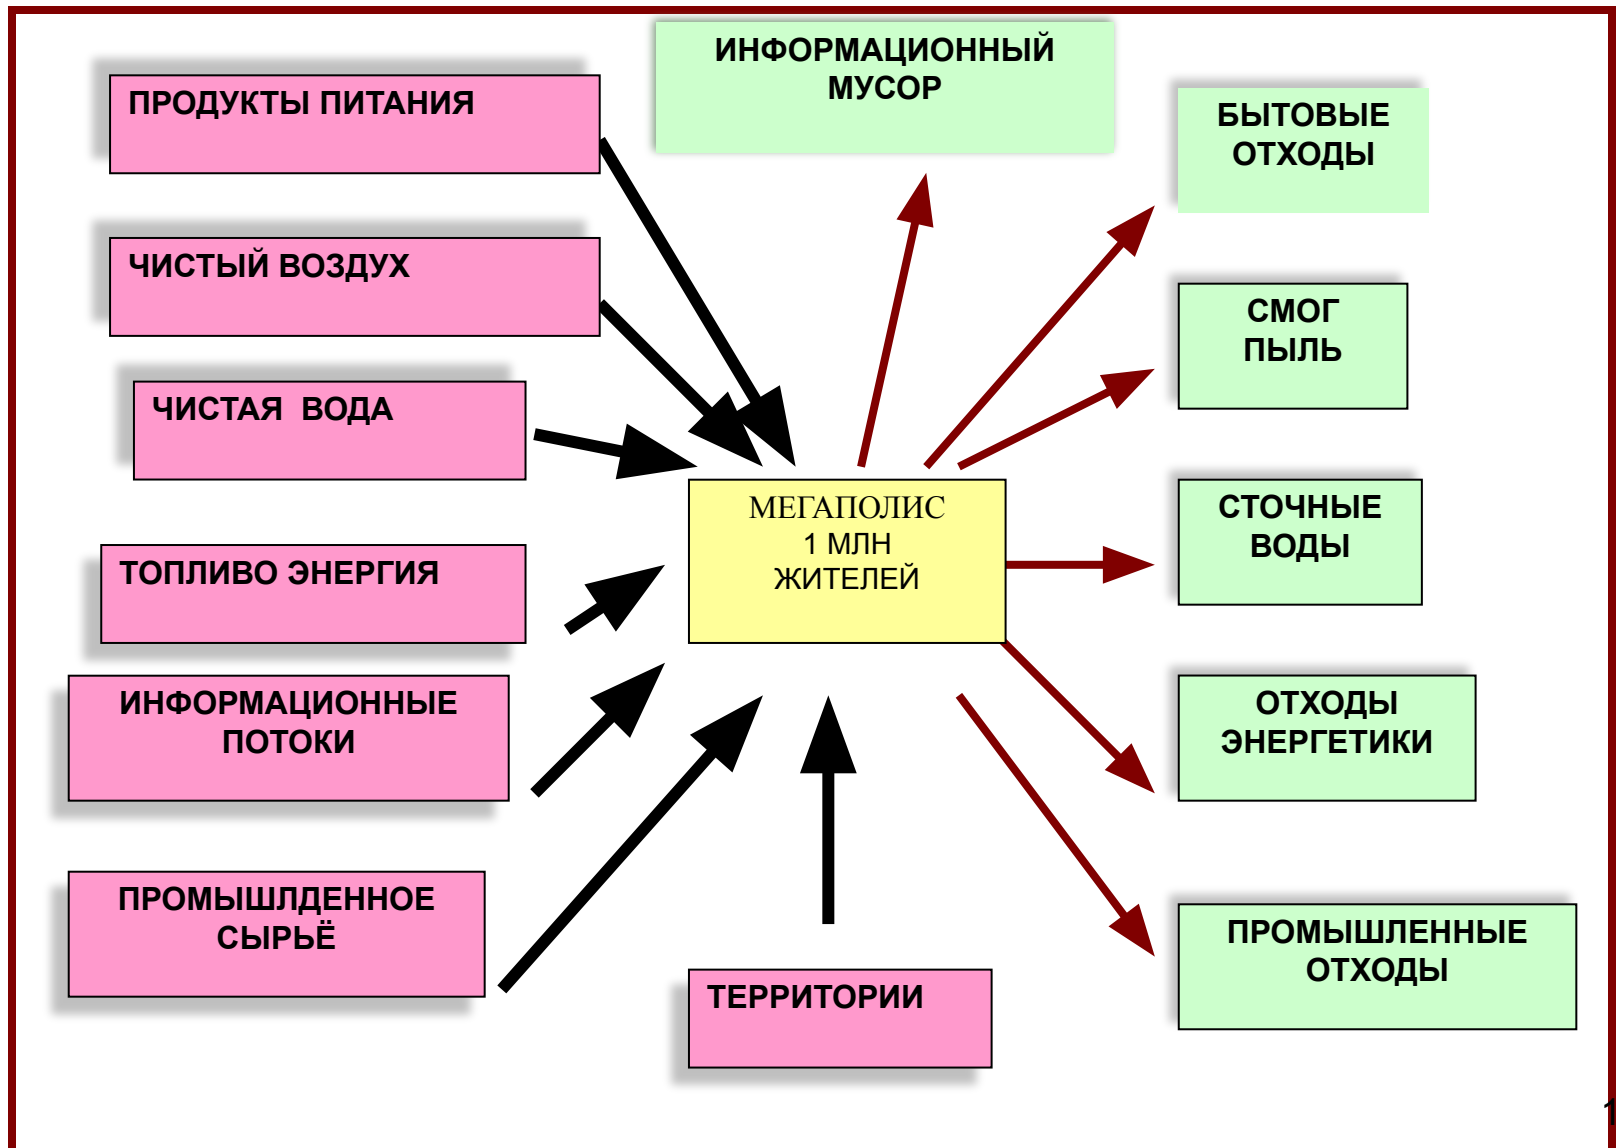 ИНФОРМАЦИОННЫЙ
МУСОР
ПРОДУКТЫ ПИТАНИЯ
БЫТОВЫЕ
ОТХОДЫ
ЧИСТЫЙ ВОЗДУХ
СМОГ
ПЫЛЬ
ЧИСТАЯ ВОДА
МЕГАПОЛИС
1 МЛН
ЖИТЕЛЕЙ
СТОЧНЫЕ
ВОДЫ
ТОПЛИВО ЭНЕРГИЯ
ИНФОРМАЦИОННЫЕ
ПОТОКИ
ОТХОДЫ
ЭНЕРГЕТИКИ
ПРОМЫШЛДЕННОЕ
СЫРЬЁ
ПРОМЫШЛЕННЫЕ
ОТХОДЫ
ТЕРРИТОРИИ